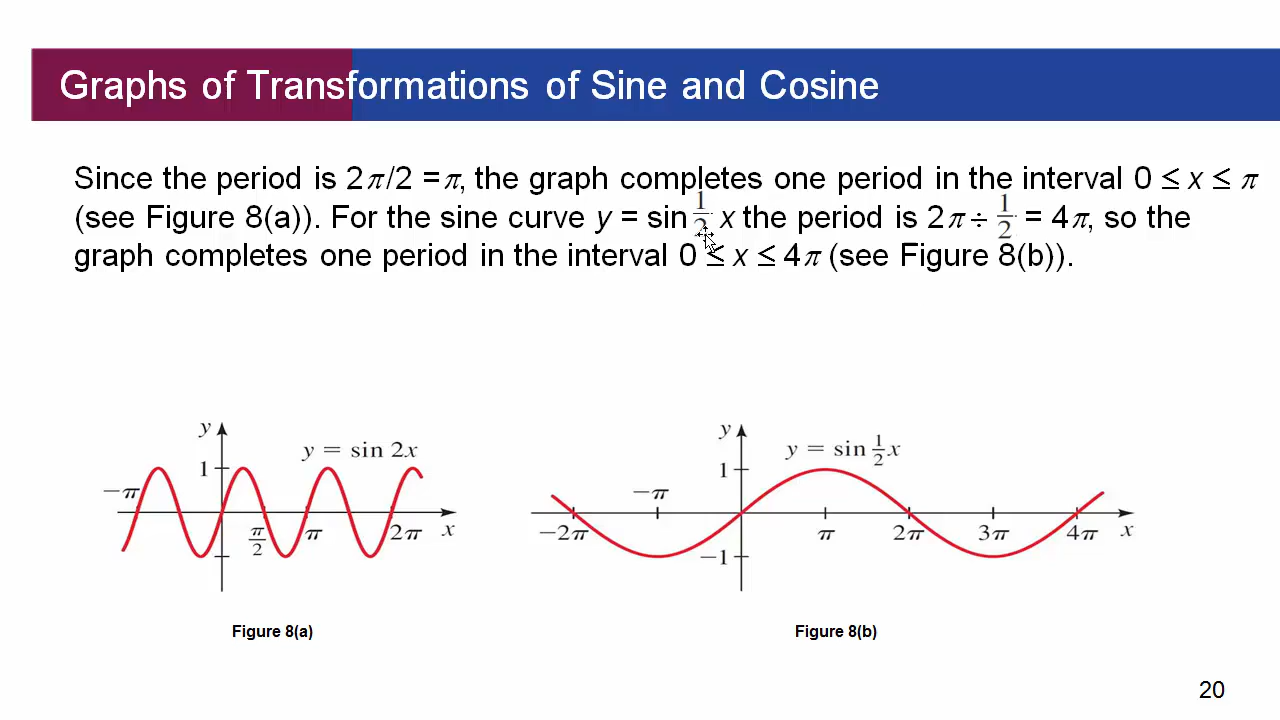 Graphs of Transformations of Sine and Cosine
Since the period is 2π/2 = π, the graph completes one period in the interval 0 ≤ x ≤ π
(see Figure 8(a)). For the sine curve y = sin 1/2 x the period is 2π ÷ 1/2 = 4π, so the
graph completes one period in the interval 0 ≤ x ≤ 4π (see Figure 8(b)).
y
y = sin 2x
1
−π
π/2
π
2π
x
Figure 8(a)
y
y = sin 1/2 x
1
−π
−2π
π
2π
3π
4π
x
−1
Figure 8(b)
20